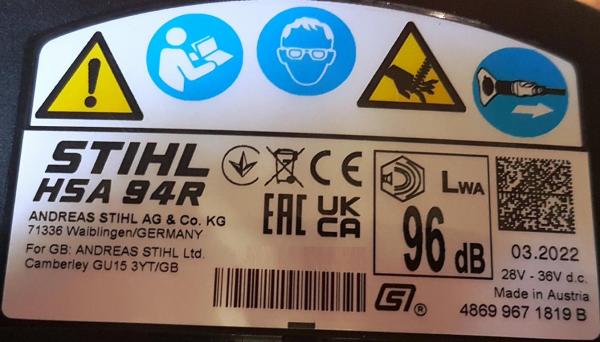 STIHL
HSA 94R
ANDREAS STIHL AG & Co. KG
71336 Waiblingen/GERMANY
For GB: ANDREAS STIHL Ltd.
Camberley GU15 3YT/GB
CE
EAC
UK
CA
LWA
96 dB
03.2022
28V - 36V d.c.
Made in Austria
4869 967 1819 B